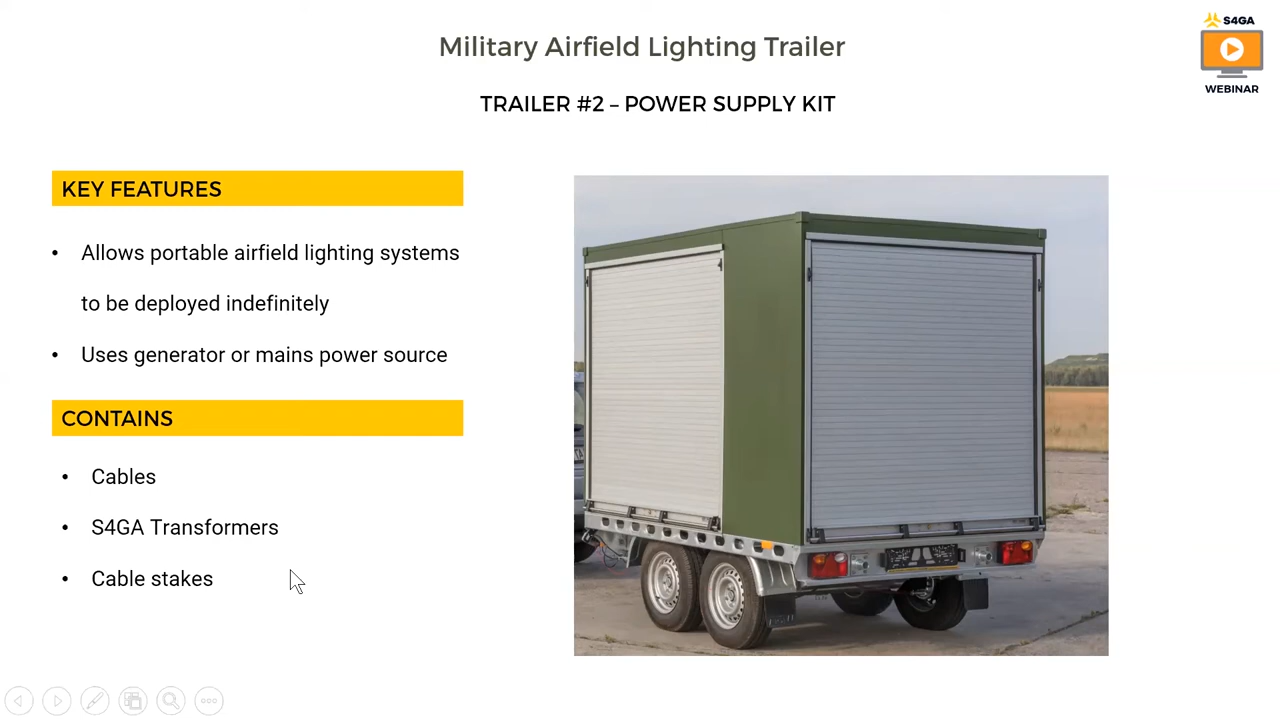 Military Airfield Lighting Trailer
S4GA
WEBINAR
TRAILER #2 – POWER SUPPLY KIT
KEY FEATURES
• Allows portable airfield lighting systems
to be deployed indefinitely
• Uses generator or mains power source
CONTAINS
• Cables
• S4GA Transformers
• Cable stakes